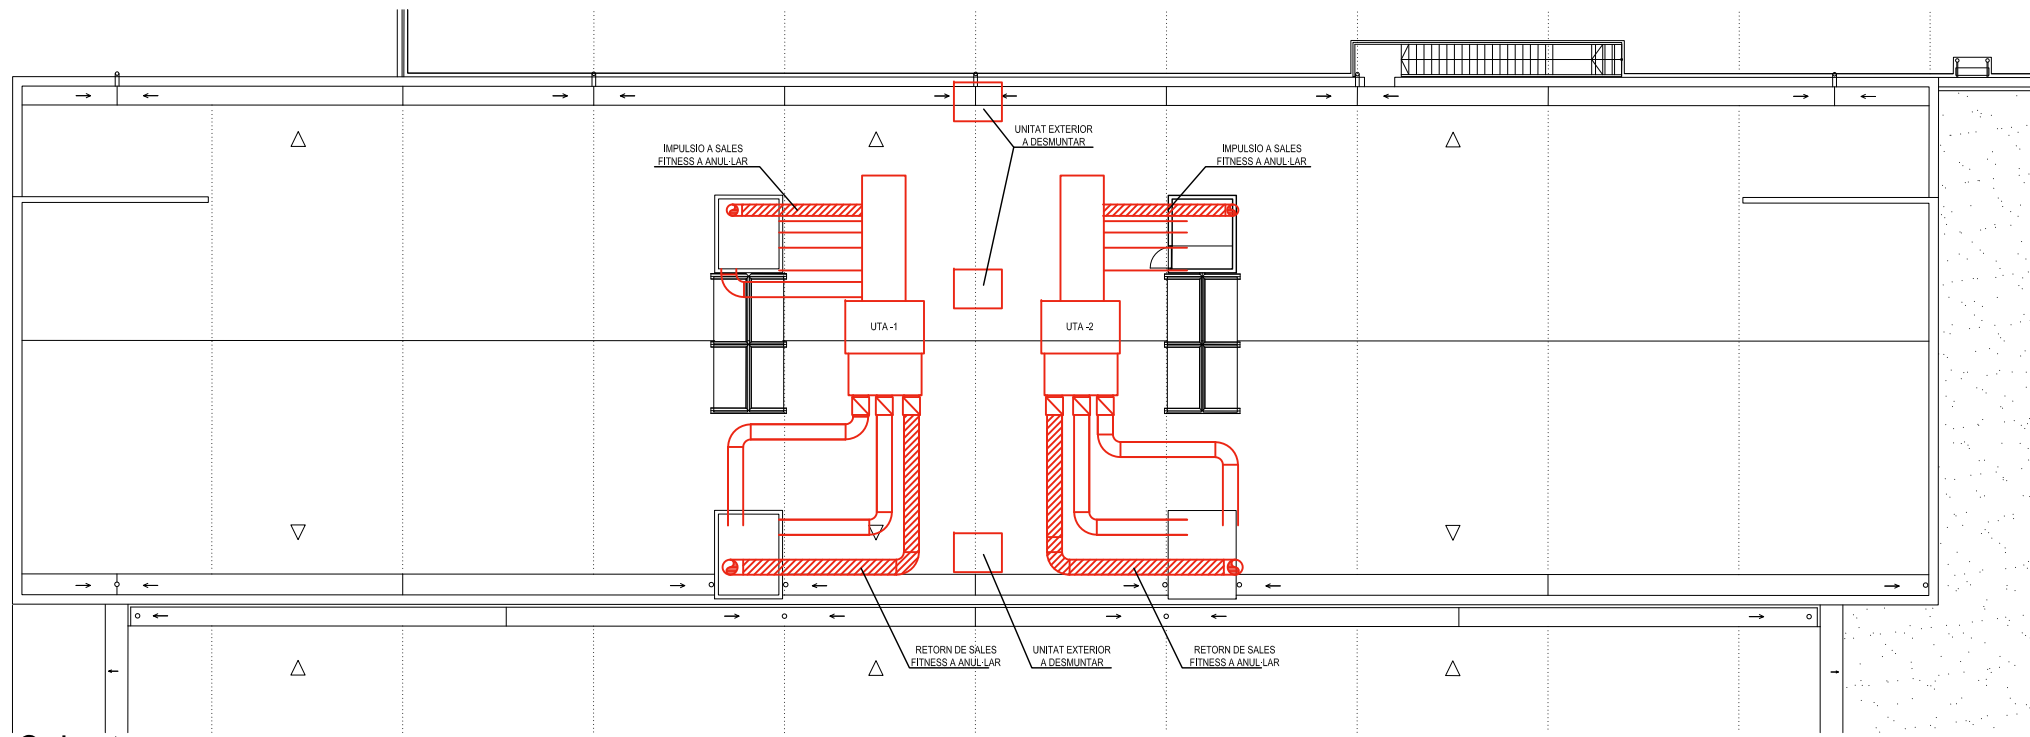 UNITAT EXTERIOR
A DESMUNTAR
IMPULSIO A SALES
FITNESS A ANUL·LAR
IMPULSIO A SALES
FITNESS A ANUL·LAR
UTA -1
UTA -2
RETORN DE SALES
FITNESS A ANUL·LAR
UNITAT EXTERIOR
A DESMUNTAR
RETORN DE SALES
FITNESS A ANUL·LAR